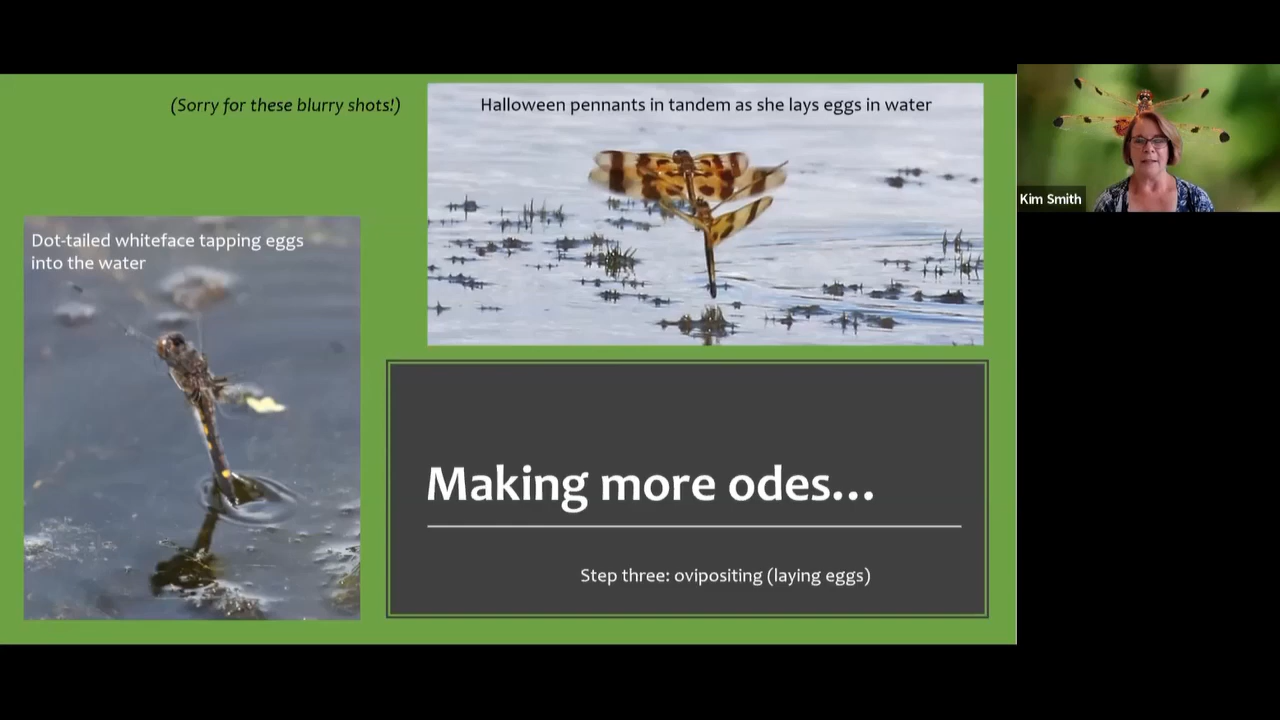 (Sorry for these blurry shots!)
Halloween pennants in tandem as she lays eggs in water
Kim Smith
Dot-tailed whiteface tapping eggs
into the water
Making more odes...
Step three: ovipositing (laying eggs)